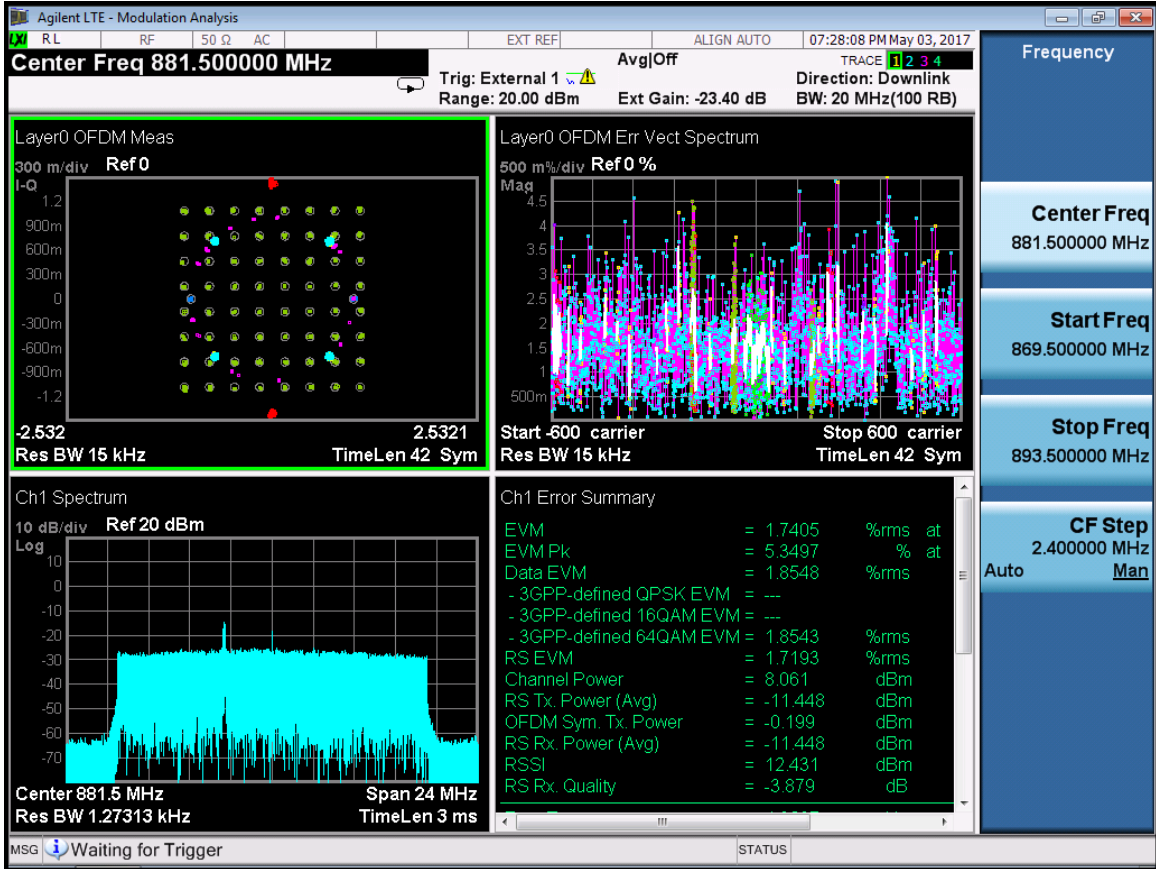 Agilent LTE - Modulation Analysis
LXI RL RF 50 Ω AC EXT REF ALIGN AUTO 07:28:08 PM May 03, 2017
Center Freq 881.500000 MHz
Avg|Off
TRACE 1 2 3 4
Trig: External 1
Direction: Downlink
Range: 20.00 dBm Ext Gain: -23.40 dB BW: 20 MHz(100 RB)
Layer0 OFDM Meas
300 m/div Ref 0
I-Q
1.2
900m
600m
300m
0
-300m
-600m
-900m
-1.2
-2.532 2.5321
Res BW 15 kHz TimeLen 42 Sym
Layer0 OFDM Err Vect Spectrum
500 m%/div Ref 0 %
Mag
4.5
4
3.5
3
2.5
2
1.5
1
500m
Start -600 carrier Stop 600 carrier
Res BW 15 kHz TimeLen 42 Sym
Ch1 Spectrum
10 dB/div Ref 20 dBm
Log
10
0
-10
-20
-30
-40
-50
-60
-70
Center 881.5 MHz Span 24 MHz
Res BW 1.27313 kHz TimeLen 3 ms
Ch1 Error Summary
EVM = 1.7405 %rms at
EVM Pk = 5.3497 % at
Data EVM = 1.8548 %rms
- 3GPP-defined QPSK EVM = ---
- 3GPP-defined 16QAM EVM = ---
- 3GPP-defined 64QAM EVM = 1.8543 %rms
RS EVM = 1.7193 %rms
Channel Power = 8.061 dBm
RS Tx. Power (Avg) = -11.448 dBm
OFDM Sym. Tx. Power = -0.199 dBm
RS Rx. Power (Avg) = -11.448 dBm
RSSI = 12.431 dBm
RS Rx. Quality = -3.879 dB
Frequency
Center Freq
881.500000 MHz
Start Freq
869.500000 MHz
Stop Freq
893.500000 MHz
CF Step
2.400000 MHz
Auto Man
MSG Waiting for Trigger STATUS